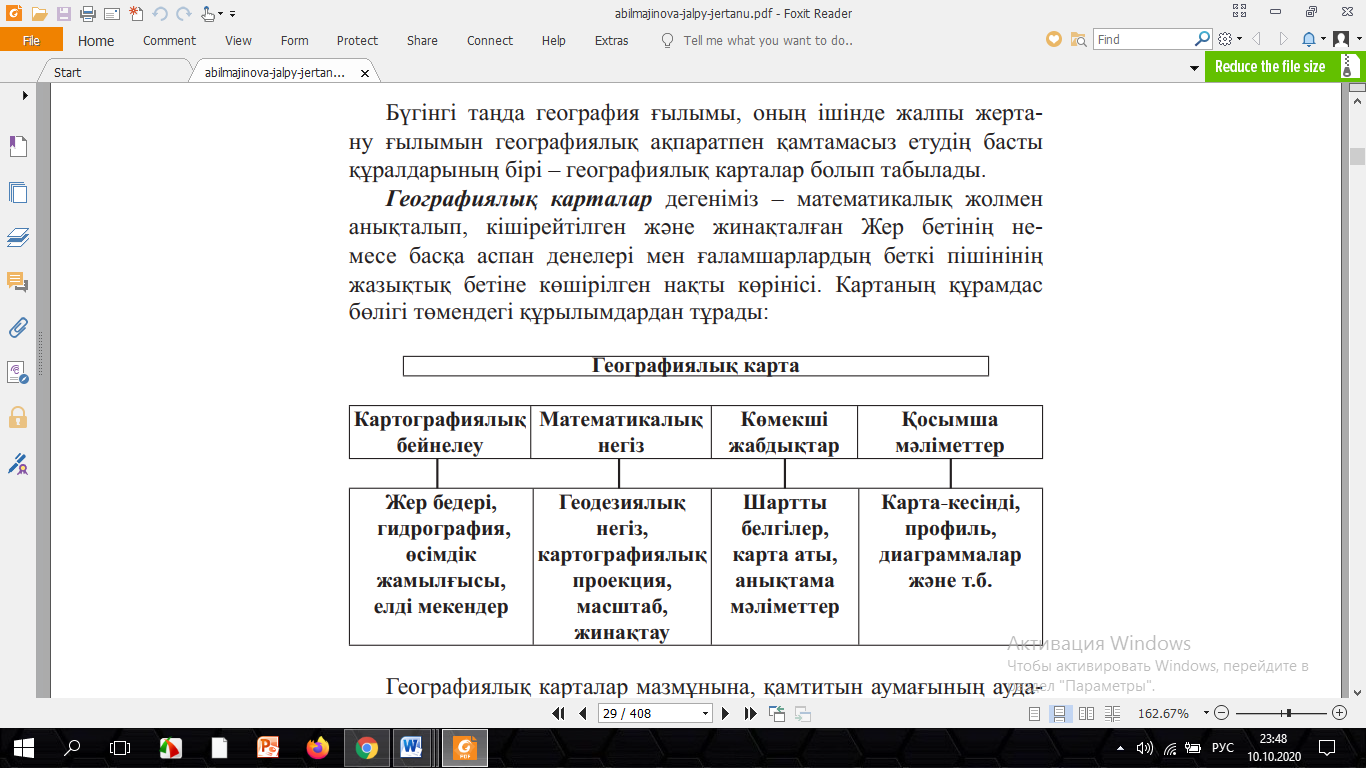 abilmajinova-jalpy-jertanu.pdf - Foxit Reader
File Home Comment View Form Protect Share Connect Help Extras Tell me what you want to do.. Find
Start abilmajinova-jalpy-jertan... Reduce the file size
Бүгінгі таңда география ғылымы, оның ішінде жалпы жерта-
ну ғылымын географиялық ақпаратпен қамтамасыз етудің басты
құралдарының бірі – географиялық карталар болып табылады.
Географиялық карталар дегеніміз – математикалық жолмен
анықталып, кішірейтілген және жинақталған Жер бетінің не-
месе басқа аспан денелері мен ғаламшарлардың беткі пішінінің
жазықтық бетіне көшірілген нақты көрінісі. Картаның құрамдас
бөлігі төмендегі құрылымдардан тұрады:
Географиялық карта
Картографиялық
бейнелеу
Математикалық
негіз
Көмекші
жабдықтар
Қосымша
мәліметтер
Жер бедері,
гидрография,
өсімдік
жамылғысы,
елді мекендер
Геодезиялық
негіз,
картографиялық
проекция,
масштаб,
жинақтау
Шартты
белгілер,
карта аты,
анықтама
мәліметтер
Карта-кесінді,
профиль,
диаграммалар
және т.б.
Активация Windows
Чтобы активировать Windows, перейдите в
раздел "Параметры".
Географиялық карталар мазмұнына, қамтитын аумағының ауда-
29 / 408 162.67%
РУС 23:48
10.10.2020